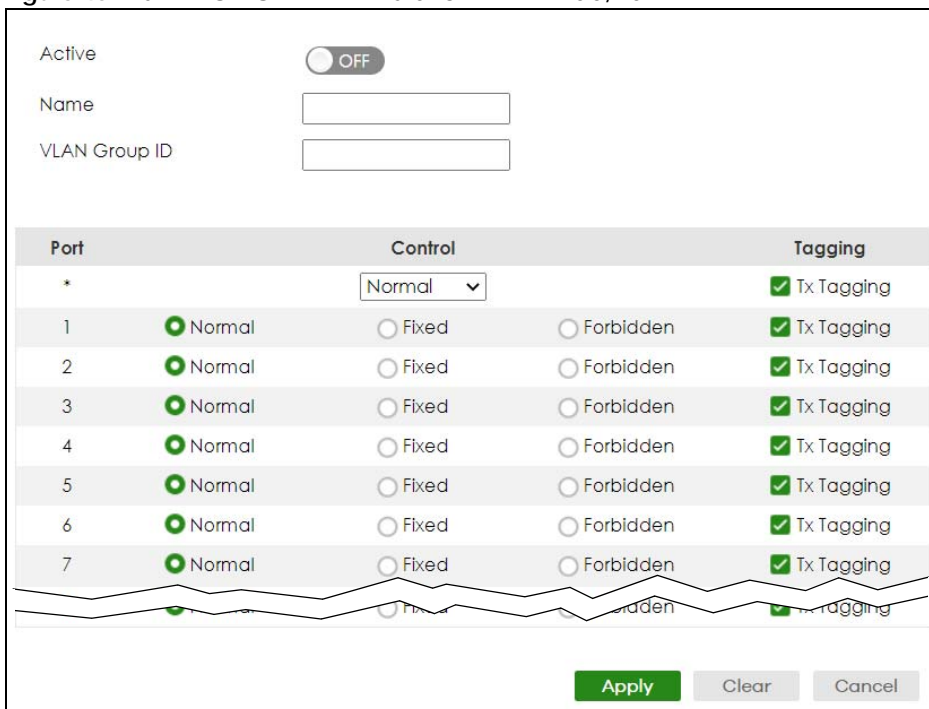 Active OFF
Name
VLAN Group ID
Port Control Tagging
* Normal Tx Tagging
1 Normal Fixed Forbidden Tx Tagging
2 Normal Fixed Forbidden Tx Tagging
3 Normal Fixed Forbidden Tx Tagging
4 Normal Fixed Forbidden Tx Tagging
5 Normal Fixed Forbidden Tx Tagging
6 Normal Fixed Forbidden Tx Tagging
7 Normal Fixed Forbidden Tx Tagging
Apply Clear Cancel